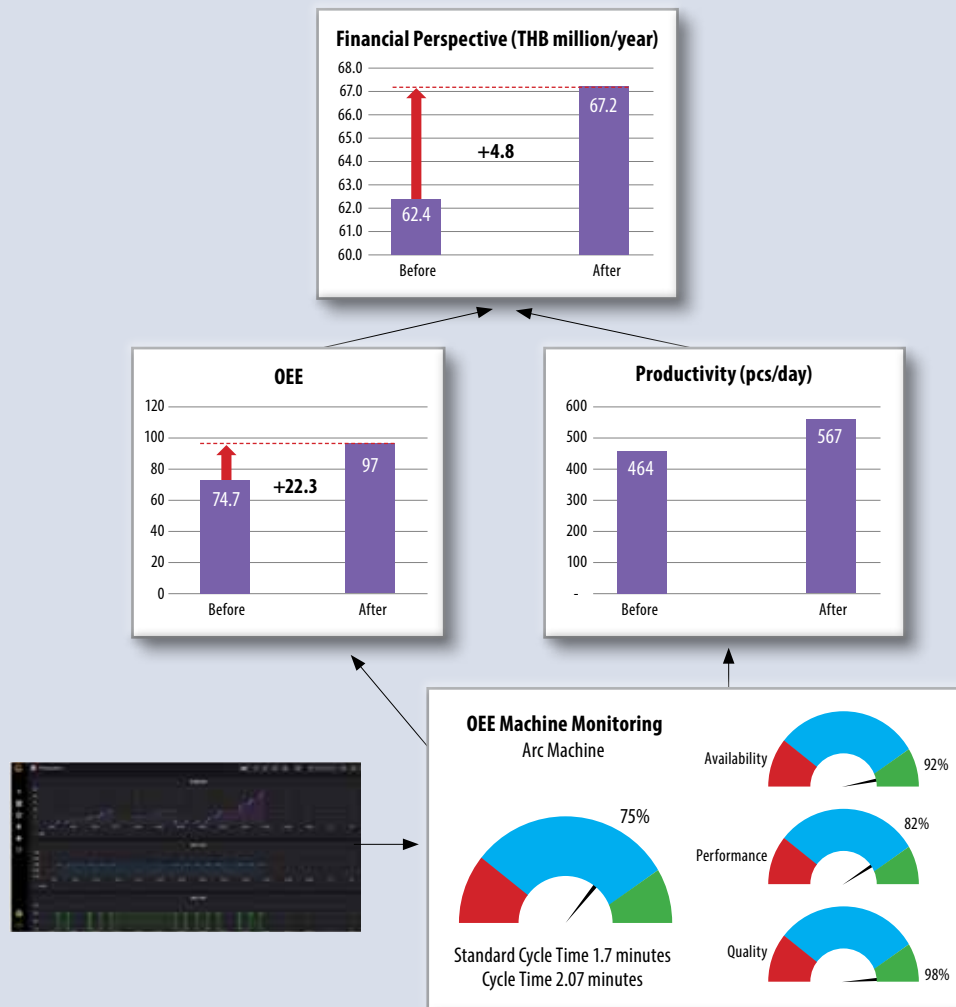 Financial Perspective (THB million/year)
68.0
67.0
66.0
65.0
64.0
63.0
62.0
61.0
60.0
+4.8
62.4
67.2
Before
After
OEE
120
100
80
60
40
20
0
+22.3
74.7
97
Before
After
Productivity (pcs/day)
600
500
400
300
200
100
-
464
567
Before
After
OEE Machine Monitoring
Arc Machine
75%
Standard Cycle Time 1.7 minutes
Cycle Time 2.07 minutes
Availability
92%
Performance
82%
Quality
98%